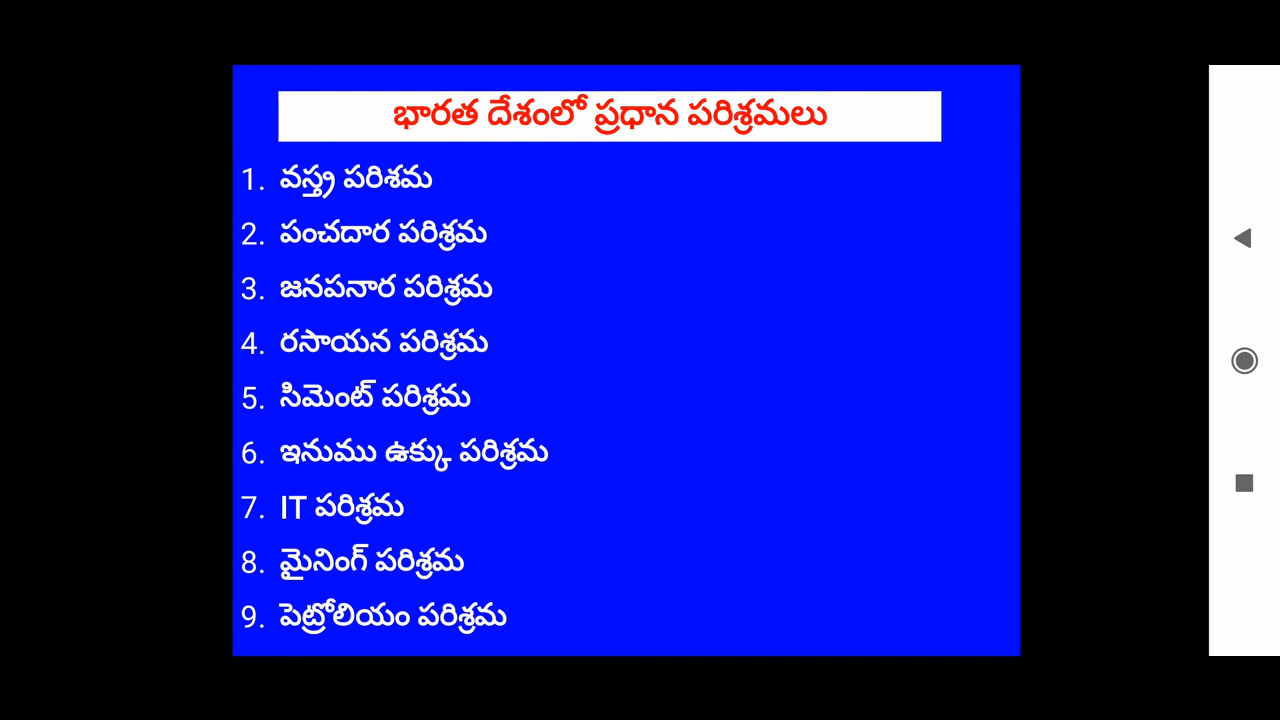 భారత దేశంలో ప్రధాన పరిశ్రమలు
1. వస్త్ర పరిశమ
2. పంచదార పరిశ్రమ
3. జనపనార పరిశ్రమ
4. రసాయన పరిశ్రమ
5. సిమెంట్ పరిశ్రమ
6. ఇనుము ఉక్కు పరిశ్రమ
7. IT పరిశ్రమ
8. మైనింగ్ పరిశ్రమ
9. పెట్రోలియం పరిశ్రమ